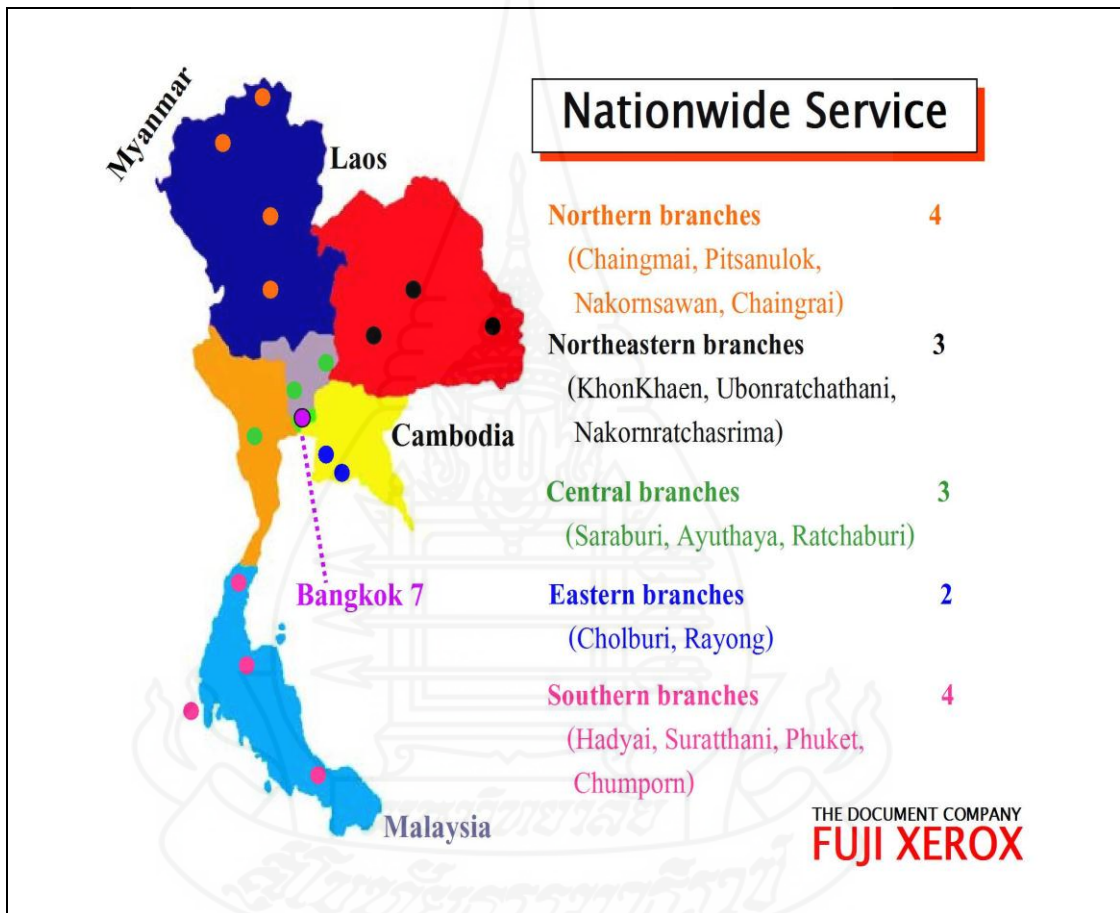 Nationwide Service
Myanmar
Laos
Cambodia
Bangkok 7
Malaysia
Northern branches 4
(Chaingmai, Pitsanulok,
Nakornsawan, Chaingrai)
Northeastern branches 3
(KhonKhaen, Ubonratchathani,
Nakornratchasrima)
Central branches 3
(Saraburi, Ayuthaya, Ratchaburi)
Eastern branches 2
(Cholburi, Rayong)
Southern branches 4
(Hadyai, Suratthani, Phuket,
Chumporn)
THE DOCUMENT COMPANY
FUJI XEROX